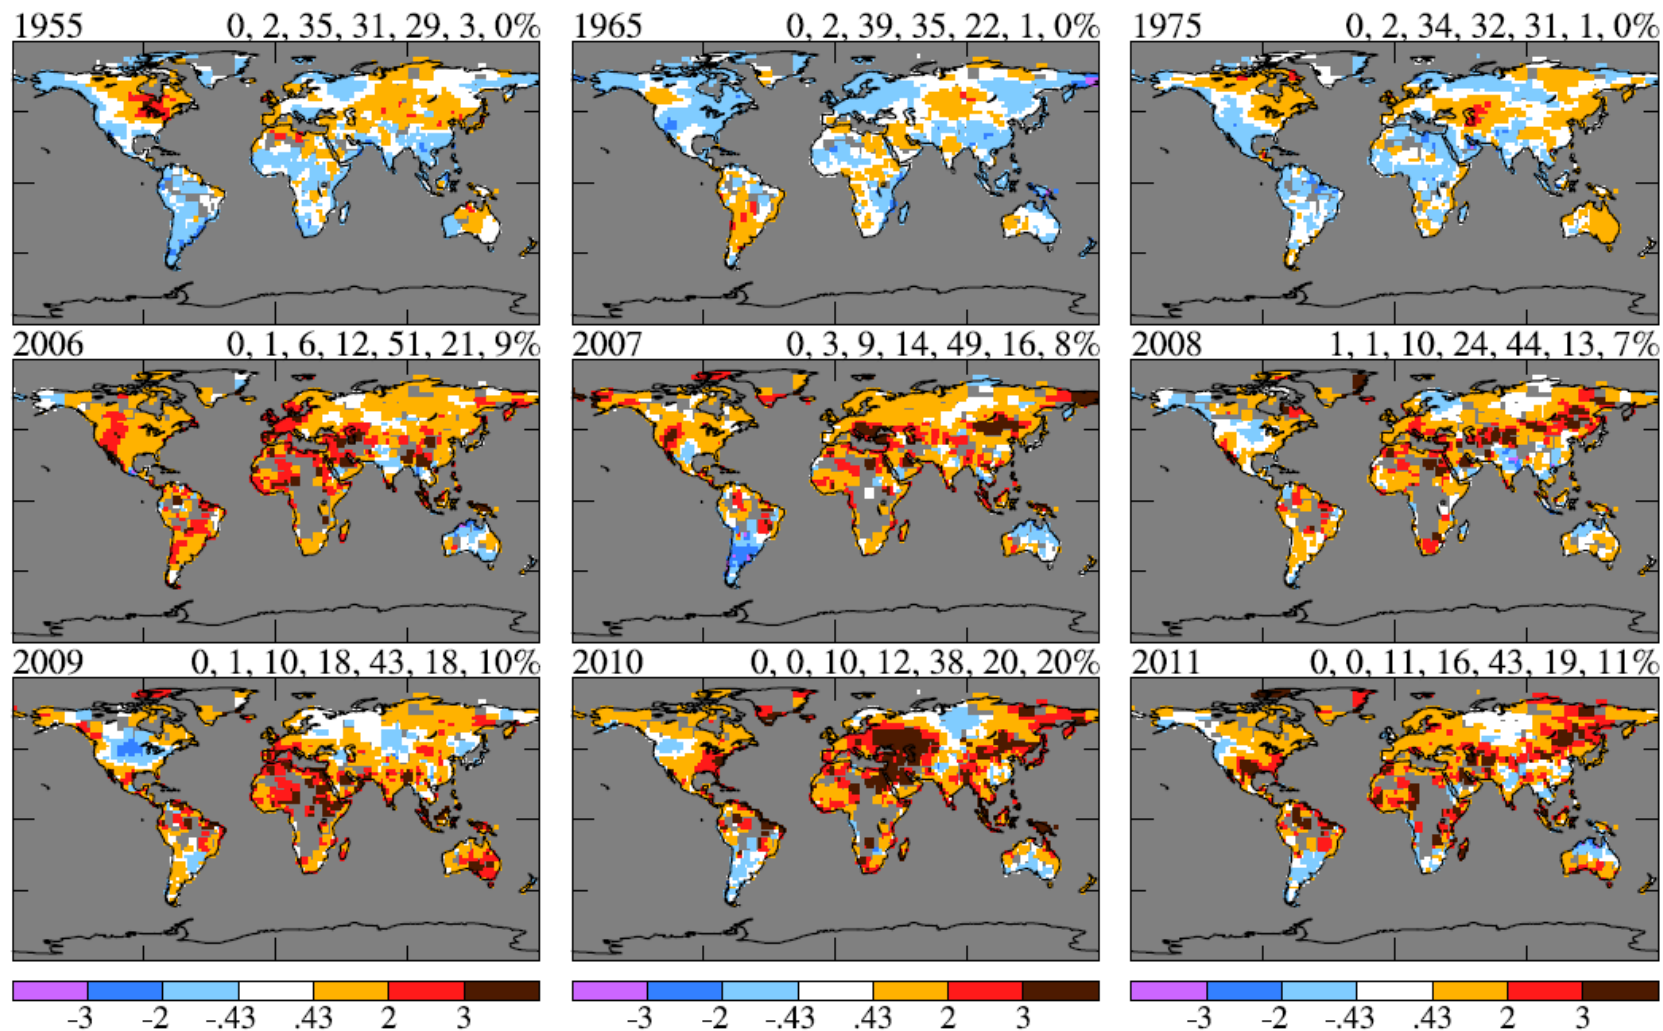 1955 0, 2, 35, 31, 29, 3, 0%
1965 0, 2, 39, 35, 22, 1, 0%
1975 0, 2, 34, 32, 31, 1, 0%
2006 0, 1, 6, 12, 51, 21, 9%
2007 0, 3, 9, 14, 49, 16, 8%
2008 1, 1, 10, 24, 44, 13, 7%
2009 0, 1, 10, 18, 43, 18, 10%
2010 0, 0, 10, 12, 38, 20, 20%
2011 0, 0, 11, 16, 43, 19, 11%
-3 -2 -.43 .43 2 3
-3 -2 -.43 .43 2 3
-3 -2 -.43 .43 2 3